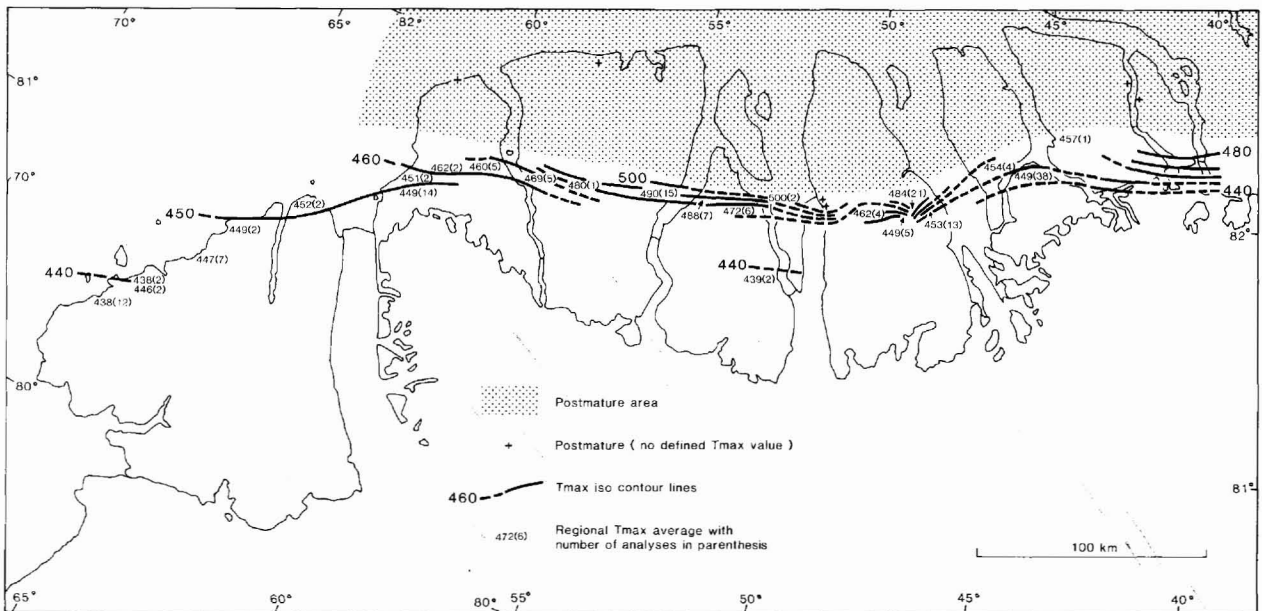 70° 65° 62° 60° 55° 50° 45° 40°
81°
457(1)
460 462(2) 460(5) 454(4) 480
70° 451(2) 469(5) 480(1) 500 449(38)
449(14) 490(15) 500(2) 484(21) 440
450 452(2) 488(7) 472(6) 462(4) 453(13)
449(2) 449(5) 82°
447(7)
440 438(2) 440
446(2) 439(2)
438(12)
80°
Postmature area
Postmature ( no defined Tmax value )
460 Tmax iso contour lines
81°
472(6) Regional Tmax average with
number of analyses in parenthesis
100 km
65° 60° 80° 55° 50° 45° 40°